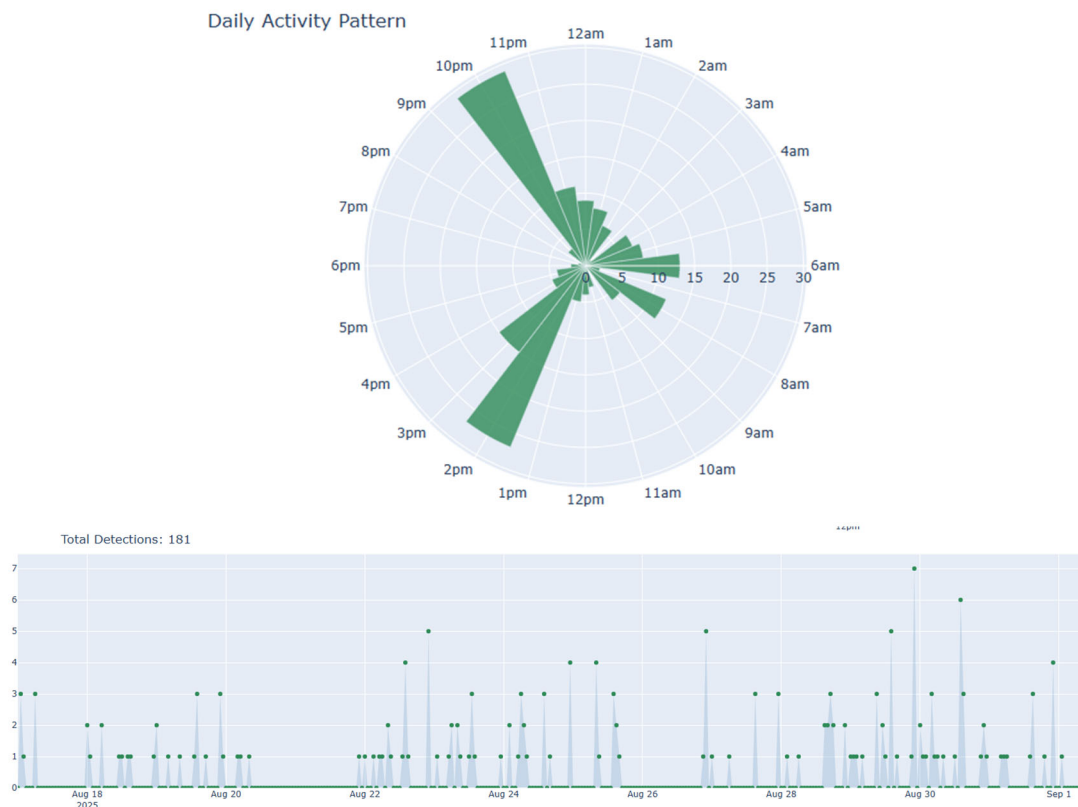 Daily Activity Pattern
12am
11pm
1am
10pm
2am
9pm
3am
8pm
4am
7pm
5am
6pm
0 5 10 15 20 25 30
6am
5pm
7am
4pm
8am
3pm
9am
2pm
10am
1pm
11am
12pm
12pm
Total Detections: 181
7
6
5
4
3
2
1
0
Aug 18 Aug 20 Aug 22 Aug 24 Aug 26 Aug 28 Aug 30 Sep 1
2025